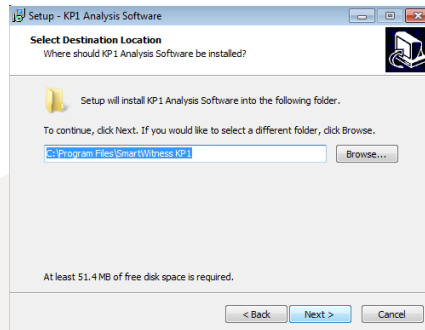 Setup - KP1 Analysis Software
Select Destination Location
Where should KP1 Analysis Software be installed?
Setup will install KP1 Analysis Software into the following folder.
To continue, click Next. If you would like to select a different folder, click Browse.
C:\Program Files\SmartWitness KP1
Browse...
At least 51.4 MB of free disk space is required.
< Back
Next >
Cancel